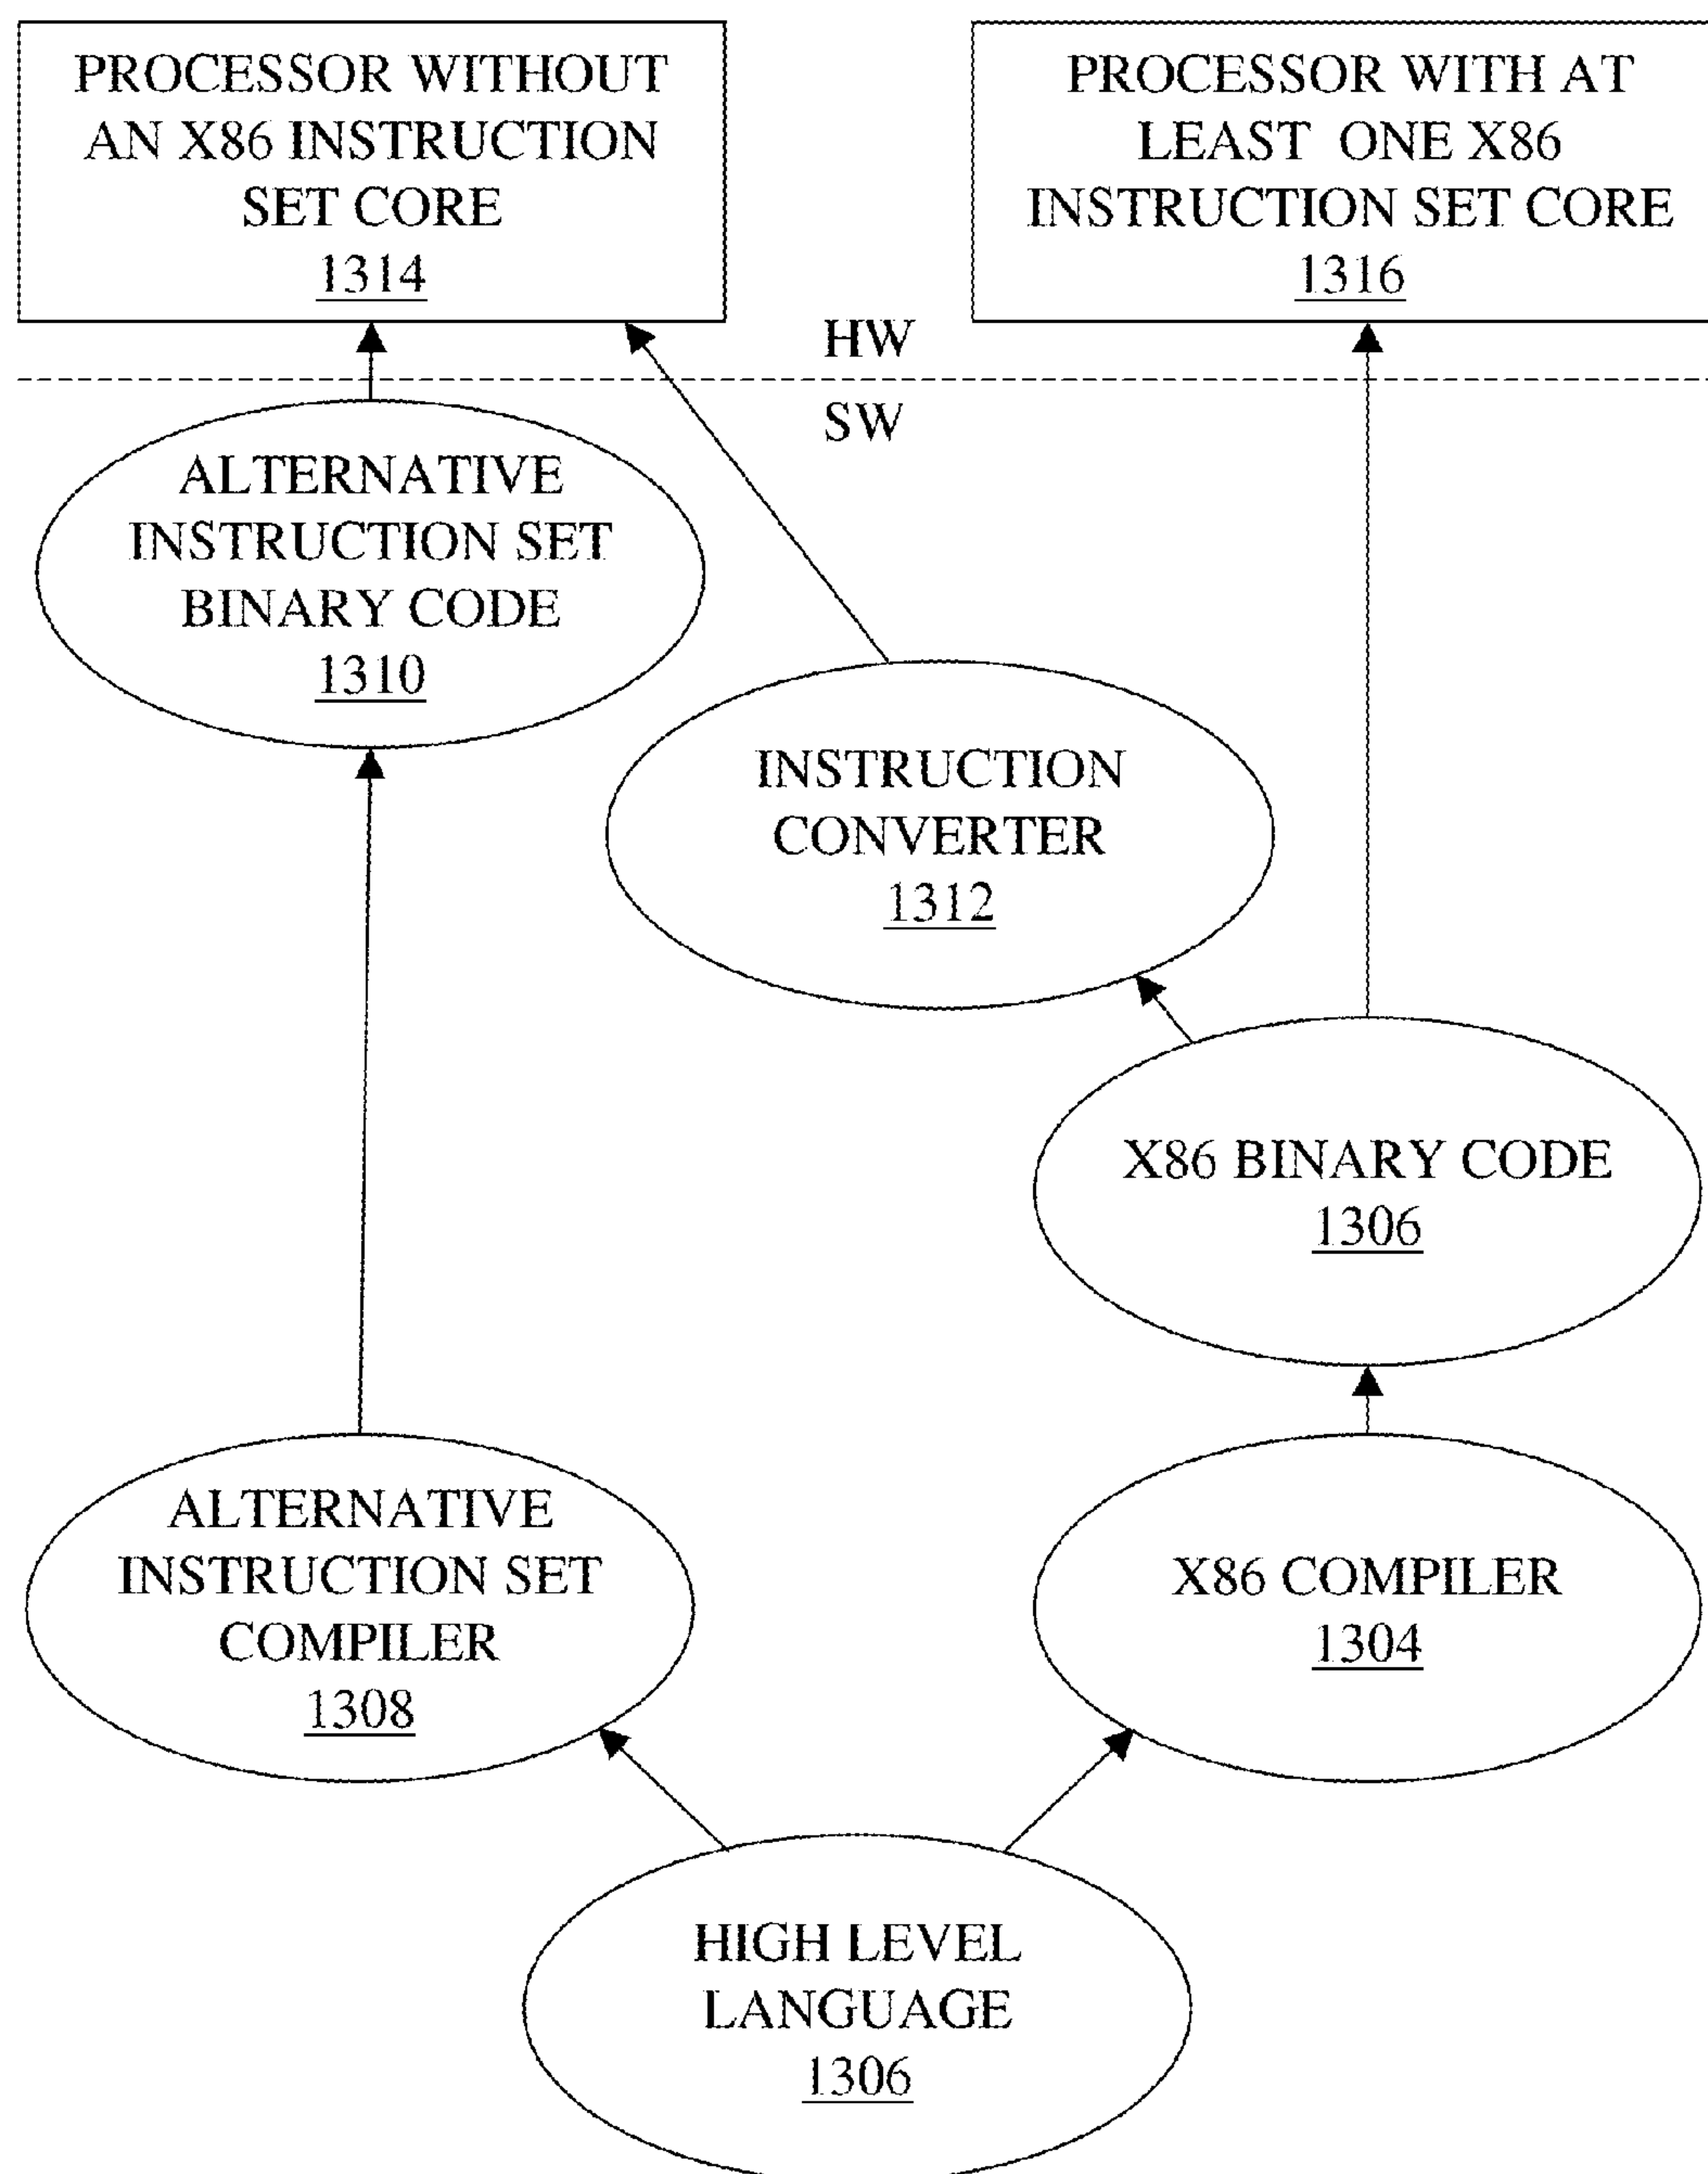 PROCESSOR WITHOUT
AN X86 INSTRUCTION
SET CORE
1314
PROCESSOR WITH AT
LEAST ONE X86
INSTRUCTION SET CORE
1316
HW
SW
ALTERNATIVE
INSTRUCTION SET
BINARY CODE
1310
INSTRUCTION
CONVERTER
1312
X86 BINARY CODE
1306
ALTERNATIVE
INSTRUCTION SET
COMPILER
1308
X86 COMPILER
1304
HIGH LEVEL
LANGUAGE
1306